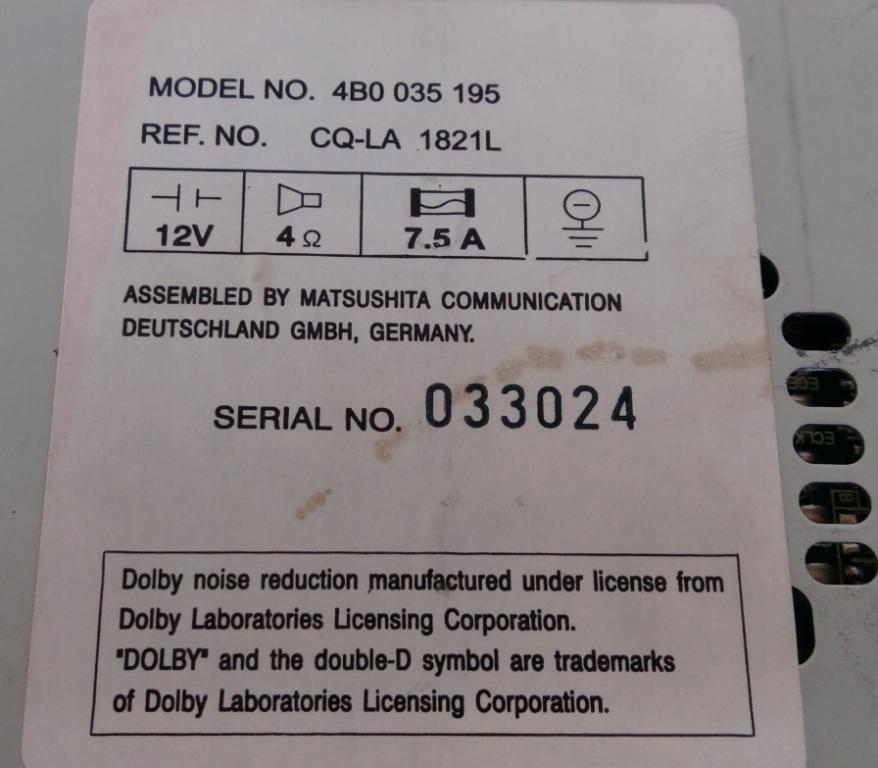 MODEL NO. 4B0 035 195
REF. NO. CQ-LA 1821L
12V 4 Ω 7.5 A
ASSEMBLED BY MATSUSHITA COMMUNICATION
DEUTSCHLAND GMBH, GERMANY.
SERIAL NO. 033024
Dolby noise reduction manufactured under license from
Dolby Laboratories Licensing Corporation.
"DOLBY" and the double-D symbol are trademarks
of Dolby Laboratories Licensing Corporation.
ECLK